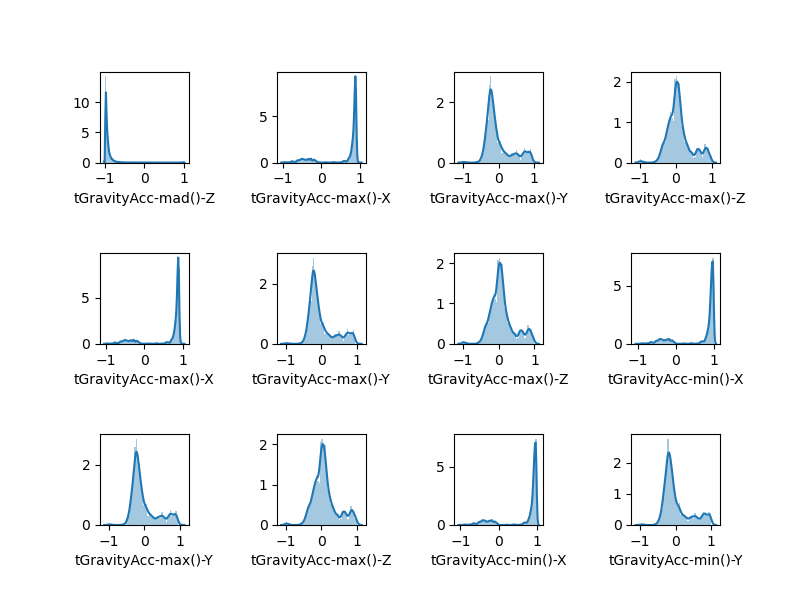 10
5
0
−1 0 1
tGravityAcc-mad()-Z
5
0
−1 0 1
tGravityAcc-max()-X
2
0
−1 0 1
tGravityAcc-max()-Y
2
1
0
−1 0 1
tGravityAcc-max()-Z
5
0
−1 0 1
tGravityAcc-max()-X
2
0
−1 0 1
tGravityAcc-max()-Y
2
1
0
−1 0 1
tGravityAcc-max()-Z
5
0
−1 0 1
tGravityAcc-min()-X
2
0
−1 0 1
tGravityAcc-max()-Y
2
1
0
−1 0 1
tGravityAcc-max()-Z
5
0
−1 0 1
tGravityAcc-min()-X
2
1
0
−1 0 1
tGravityAcc-min()-Y